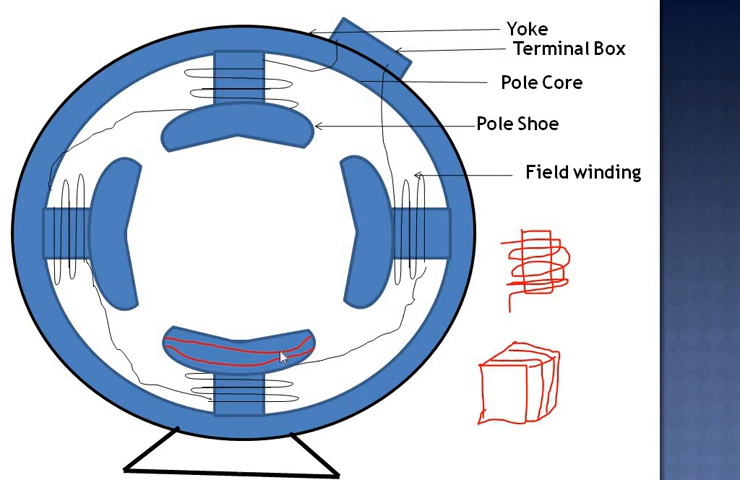 Yoke
Terminal Box
Pole Core
Pole Shoe
Field winding